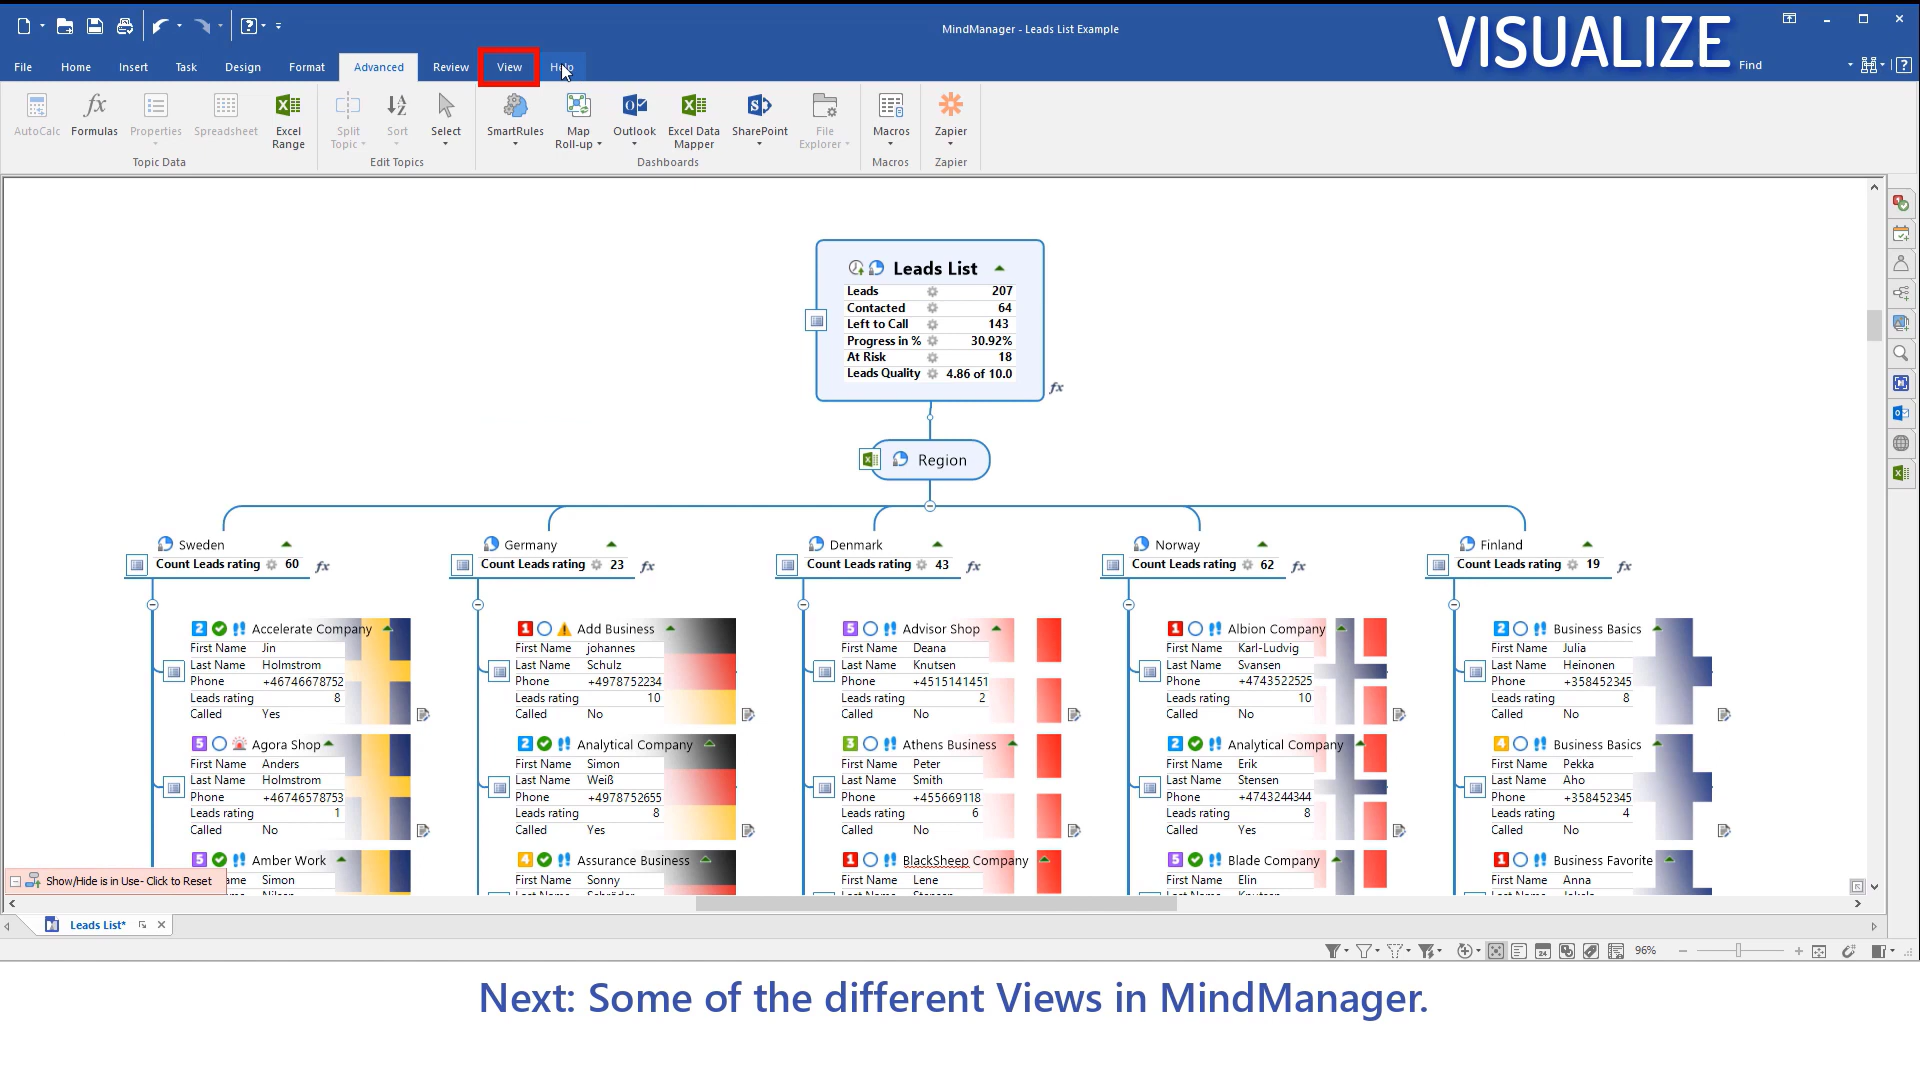 MindManager - Leads List Example
VISUALIZE
File Home Insert Task Design Format Advanced Review View Help Find
AutoCalc Formulas Properties Spreadsheet Excel Range Split Topic Sort Select SmartRules Map Roll-up Outlook Excel Data Mapper SharePoint File Explorer Macros Zapier
Topic Data Edit Topics Dashboards Macros Zapier
Leads List
Leads 207
Contacted 64
Left to Call 143
Progress in % 30.92%
At Risk 18
Leads Quality 4.86 of 10.0
fx
Region
Sweden Germany Denmark Norway Finland
Count Leads rating 60 fx Count Leads rating 23 fx Count Leads rating 43 fx Count Leads rating 62 fx Count Leads rating 19 fx
2 Accelerate Company 1 Add Business 5 Advisor Shop 1 Albion Company 2 Business Basics
First Name Jin First Name johannes First Name Deana First Name Karl-Ludvig First Name Julia
Last Name Holmstrom Last Name Schulz Last Name Knutsen Last Name Svansen Last Name Heinonen
Phone +46746678752 Phone +4978752234 Phone +4515141451 Phone +4743522525 Phone +358452345
Leads rating 8 Leads rating 10 Leads rating 2 Leads rating 10 Leads rating 8
Called Yes Called No Called No Called No Called No
5 Agora Shop 2 Analytical Company 3 Athens Business 2 Analytical Company 4 Business Basics
First Name Anders First Name Simon First Name Peter First Name Erik First Name Pekka
Last Name Holmstrom Last Name Weiß Last Name Smith Last Name Stensen Last Name Aho
Phone +46746578753 Phone +4978752655 Phone +455669118 Phone +4743244344 Phone +358452345
Leads rating 1 Leads rating 8 Leads rating 6 Leads rating 8 Leads rating 4
Called No Called Yes Called No Called Yes Called No
5 Amber Work 4 Assurance Business 1 BlackSheep Company 5 Blade Company 1 Business Favorite
Show/Hide is in Use- Click to Reset
ame Simon First Name Sonny First Name Lene First Name Elin First Name Anna
Leads List*
96%
Next: Some of the different Views in MindManager.